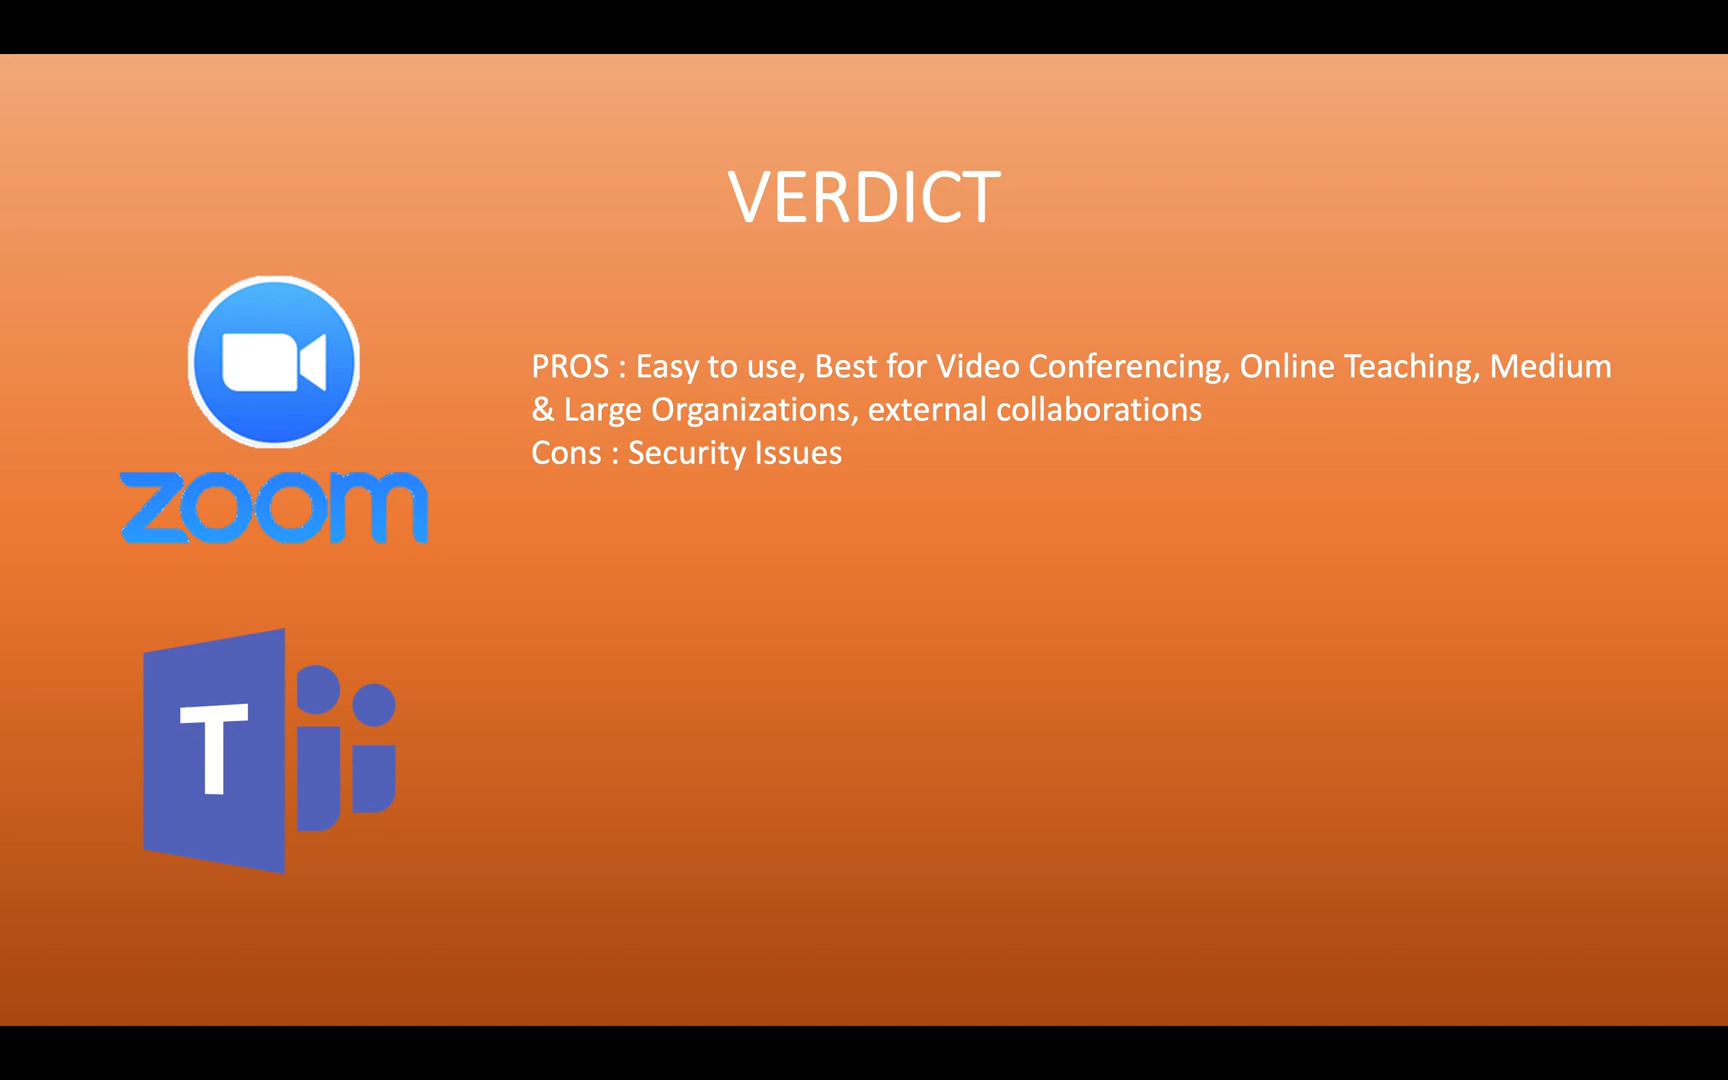 VERDICT
PROS : Easy to use, Best for Video Conferencing, Online Teaching, Medium
& Large Organizations, external collaborations
Cons : Security Issues
zoom
T